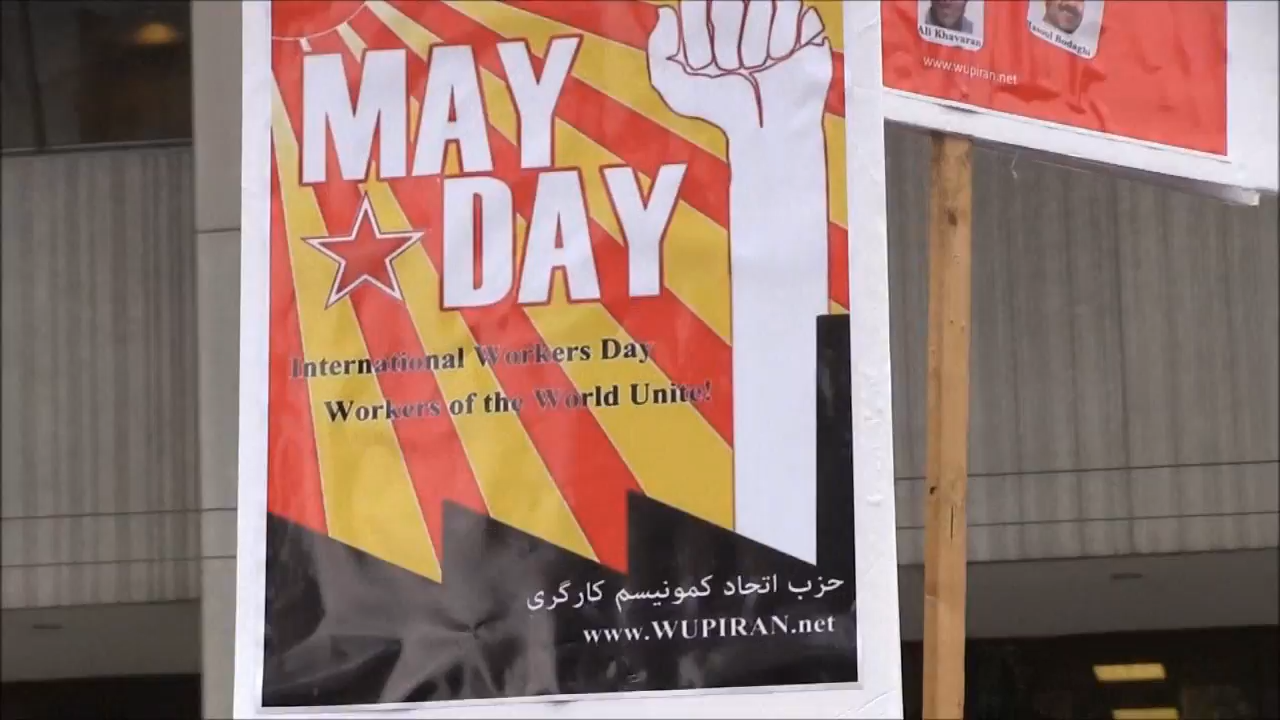 MAY
DAY
International Workers Day
Workers of the World Unite!
حزب اتحاد کمونیسم کارگری
www.WUPIRAN.net
Ali Khavaran
Rasool Bodaghi
www.wupiran.net